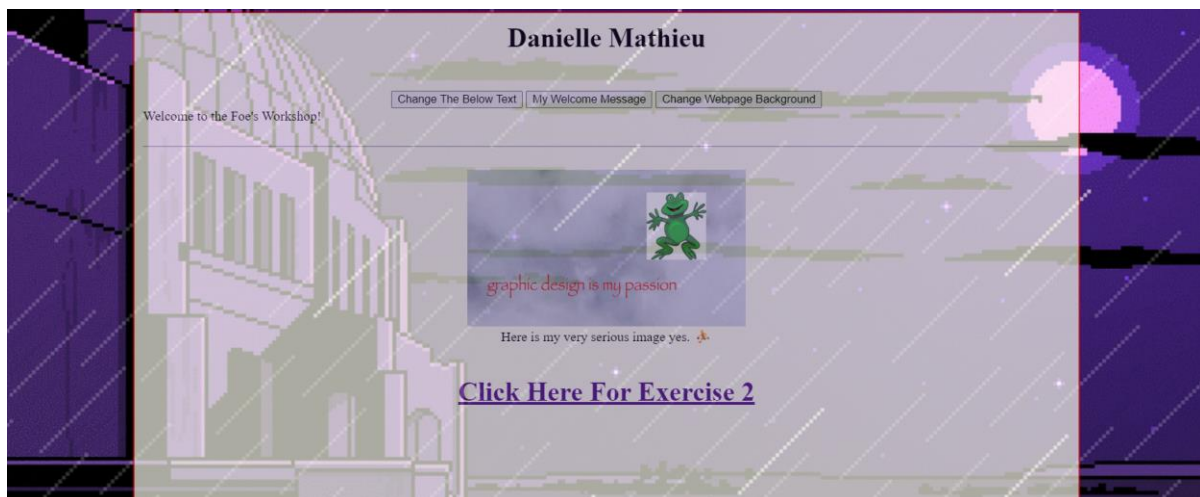 Danielle Mathieu
Change The Below Text My Welcome Message Change Webpage Background
Welcome to the Foe's Workshop!
graphic design is my passion
Here is my very serious image yes.
Click Here For Exercise 2